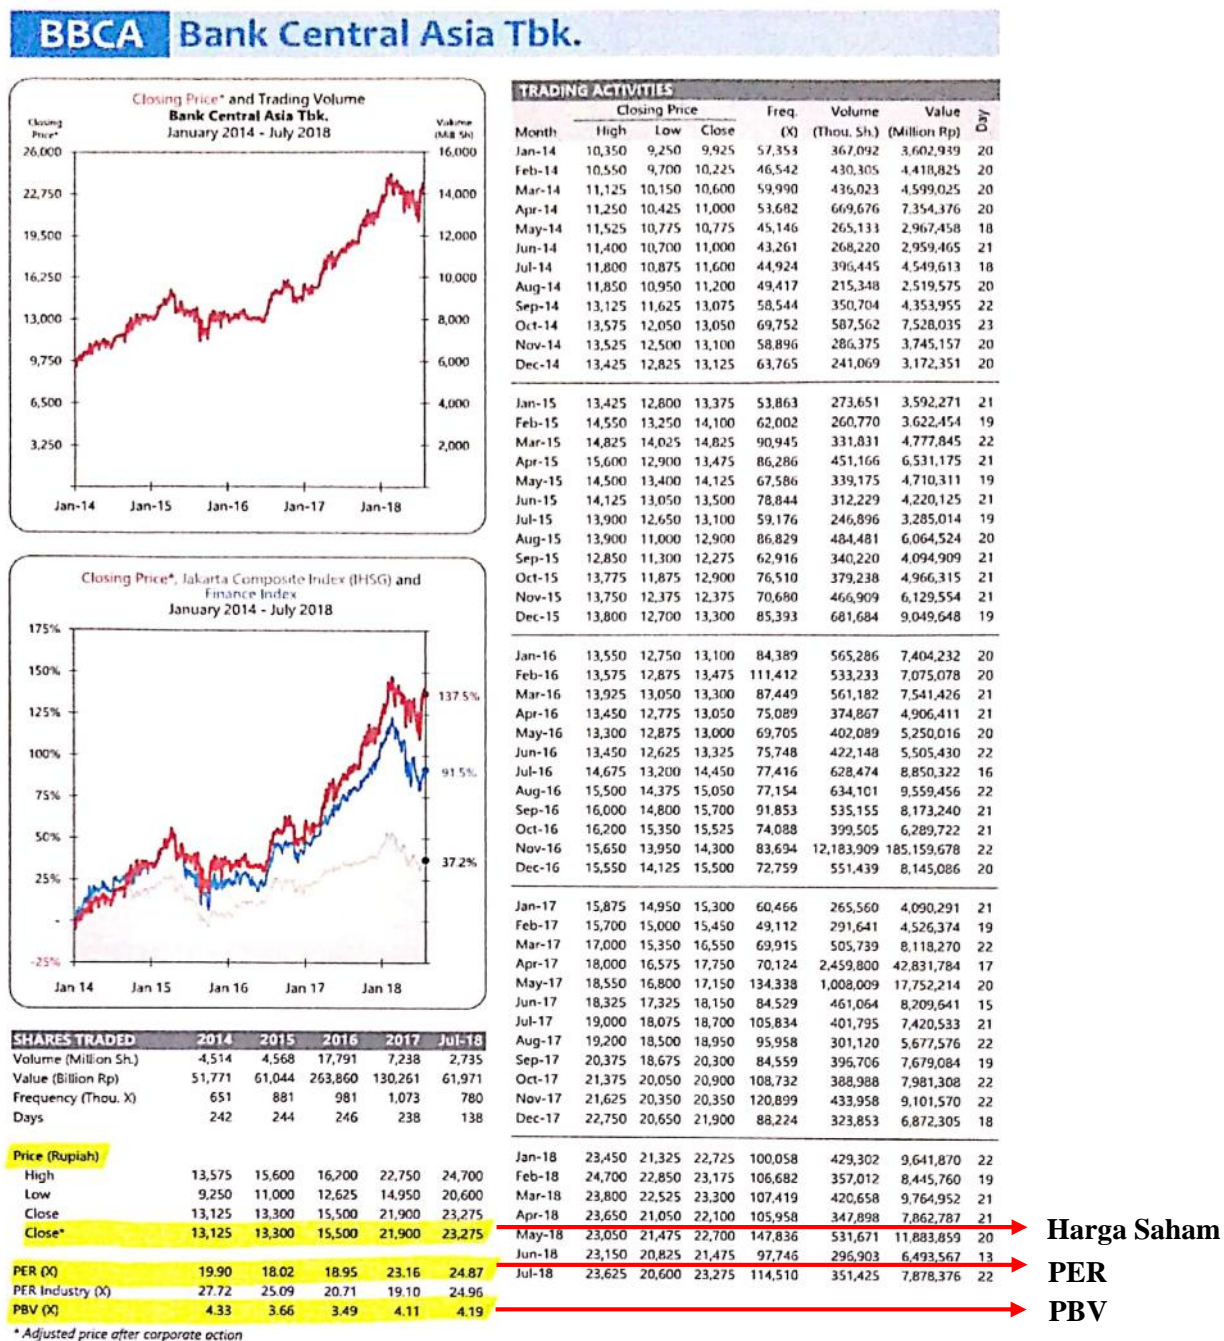 BBCA Bank Central Asia Tbk.
Closing Price* and Trading Volume
Bank Central Asia Tbk.
January 2014 - July 2018
Closing Price*
Volume (Mill. Sh)
26,000 16,000
22,750 14,000
19,500 12,000
16,250 10,000
13,000 8,000
9,750 6,000
6,500 4,000
3,250 2,000
Jan-14 Jan-15 Jan-16 Jan-17 Jan-18
Closing Price*, Jakarta Composite Index (IHSG) and
Finance Index
January 2014 - July 2018
175%
150%
137.5%
125%
100%
91.5%
75%
50%
37.2%
25%
-
-25%
Jan 14 Jan 15 Jan 16 Jan 17 Jan 18
SHARES TRADED 2014 2015 2016 2017 Jul-18
Volume (Million Sh.) 4,514 4,568 17,791 7,238 2,735
Value (Billion Rp) 51,771 61,044 263,860 130,261 61,971
Frequency (Thou. X) 651 881 981 1,073 780
Days 242 244 246 238 138
Price (Rupiah)
High 13,575 15,600 16,200 22,750 24,700
Low 9,250 11,000 12,625 14,950 20,600
Close 13,125 13,300 15,500 21,900 23,275
Close* 13,125 13,300 15,500 21,900 23,275
PER (X) 19.90 18.02 18.95 23.16 24.87
PER Industry (X) 27.72 25.09 20.71 19.10 24.96
PBV (X) 4.33 3.66 3.49 4.11 4.19
* Adjusted price after corporate action
TRADING ACTIVITIES
Closing Price Freq. Volume Value Day
Month High Low Close (X) (Thou. Sh.) (Million Rp)
Jan-14 10,350 9,250 9,925 57,353 367,092 3,602,939 20
Feb-14 10,550 9,700 10,225 46,542 430,305 4,418,825 20
Mar-14 11,125 10,150 10,600 59,990 436,023 4,599,025 20
Apr-14 11,250 10,425 11,000 53,682 669,676 7,354,376 20
May-14 11,525 10,775 10,775 45,146 265,133 2,967,458 18
Jun-14 11,400 10,700 11,000 43,261 268,220 2,959,465 21
Jul-14 11,800 10,875 11,600 44,924 396,445 4,549,613 18
Aug-14 11,850 10,950 11,200 49,417 215,348 2,519,575 20
Sep-14 13,125 11,625 13,075 58,544 350,704 4,353,955 22
Oct-14 13,575 12,050 13,050 69,752 587,562 7,528,035 23
Nov-14 13,525 12,500 13,100 58,896 286,375 3,745,157 20
Dec-14 13,425 12,825 13,125 63,765 241,069 3,172,351 20
Jan-15 13,425 12,800 13,375 53,863 273,651 3,592,271 21
Feb-15 14,550 13,250 14,100 62,002 260,770 3,622,454 19
Mar-15 14,825 14,025 14,825 90,945 331,831 4,777,845 22
Apr-15 15,600 12,900 13,475 86,286 451,166 6,531,175 21
May-15 14,500 13,400 14,125 67,586 339,175 4,710,311 19
Jun-15 14,125 13,050 13,500 78,844 312,229 4,220,125 21
Jul-15 13,900 12,650 13,100 59,176 246,896 3,285,014 19
Aug-15 13,900 11,000 12,900 86,829 484,481 6,064,524 20
Sep-15 12,850 11,300 12,275 62,916 340,220 4,094,909 21
Oct-15 13,775 11,875 12,900 76,510 379,238 4,966,315 21
Nov-15 13,750 12,375 12,375 70,680 466,909 6,129,554 21
Dec-15 13,800 12,700 13,300 85,393 681,684 9,049,648 19
Jan-16 13,550 12,750 13,100 84,389 565,286 7,404,232 20
Feb-16 13,575 12,875 13,475 111,412 533,233 7,075,078 20
Mar-16 13,925 13,050 13,300 87,449 561,182 7,541,426 21
Apr-16 13,450 12,775 13,050 75,089 374,867 4,906,411 21
May-16 13,300 12,875 13,000 69,705 402,089 5,250,016 20
Jun-16 13,450 12,625 13,325 75,748 422,148 5,505,430 22
Jul-16 14,675 13,200 14,450 77,416 628,474 8,850,322 16
Aug-16 15,500 14,375 15,050 77,154 634,101 9,559,456 22
Sep-16 16,000 14,800 15,700 91,853 535,155 8,173,240 21
Oct-16 16,200 15,350 15,525 74,088 399,505 6,289,722 21
Nov-16 15,650 13,950 14,300 83,694 12,183,909 185,159,678 22
Dec-16 15,550 14,125 15,500 72,759 551,439 8,145,086 20
Jan-17 15,875 14,950 15,300 60,466 265,560 4,090,291 21
Feb-17 15,700 15,000 15,450 49,112 291,641 4,526,374 19
Mar-17 17,000 15,350 16,550 69,915 505,739 8,118,270 22
Apr-17 18,000 16,575 17,750 70,124 2,459,800 42,831,784 17
May-17 18,550 16,800 17,150 134,338 1,008,009 17,752,214 20
Jun-17 18,325 17,325 18,150 84,529 461,064 8,209,641 15
Jul-17 19,000 18,075 18,700 105,834 401,795 7,420,533 21
Aug-17 19,200 18,500 18,950 95,958 301,120 5,677,576 22
Sep-17 20,375 18,675 20,300 84,559 396,706 7,679,084 19
Oct-17 21,375 20,050 20,900 108,732 388,988 7,981,308 22
Nov-17 21,625 20,350 20,350 120,899 433,958 9,101,570 22
Dec-17 22,750 20,650 21,900 88,224 323,853 6,872,305 18
Jan-18 23,450 21,325 22,725 100,058 429,302 9,641,870 22
Feb-18 24,700 22,850 23,175 106,682 357,012 8,445,760 19
Mar-18 23,800 22,525 23,300 107,419 420,658 9,764,952 21
Apr-18 23,650 21,050 22,100 105,958 347,898 7,862,787 21
May-18 23,050 21,475 22,700 147,836 531,671 11,883,859 20
Jun-18 23,150 20,825 21,475 97,746 296,903 6,493,567 13
Jul-18 23,625 20,600 23,275 114,510 351,425 7,878,376 22
Harga Saham
PER
PBV